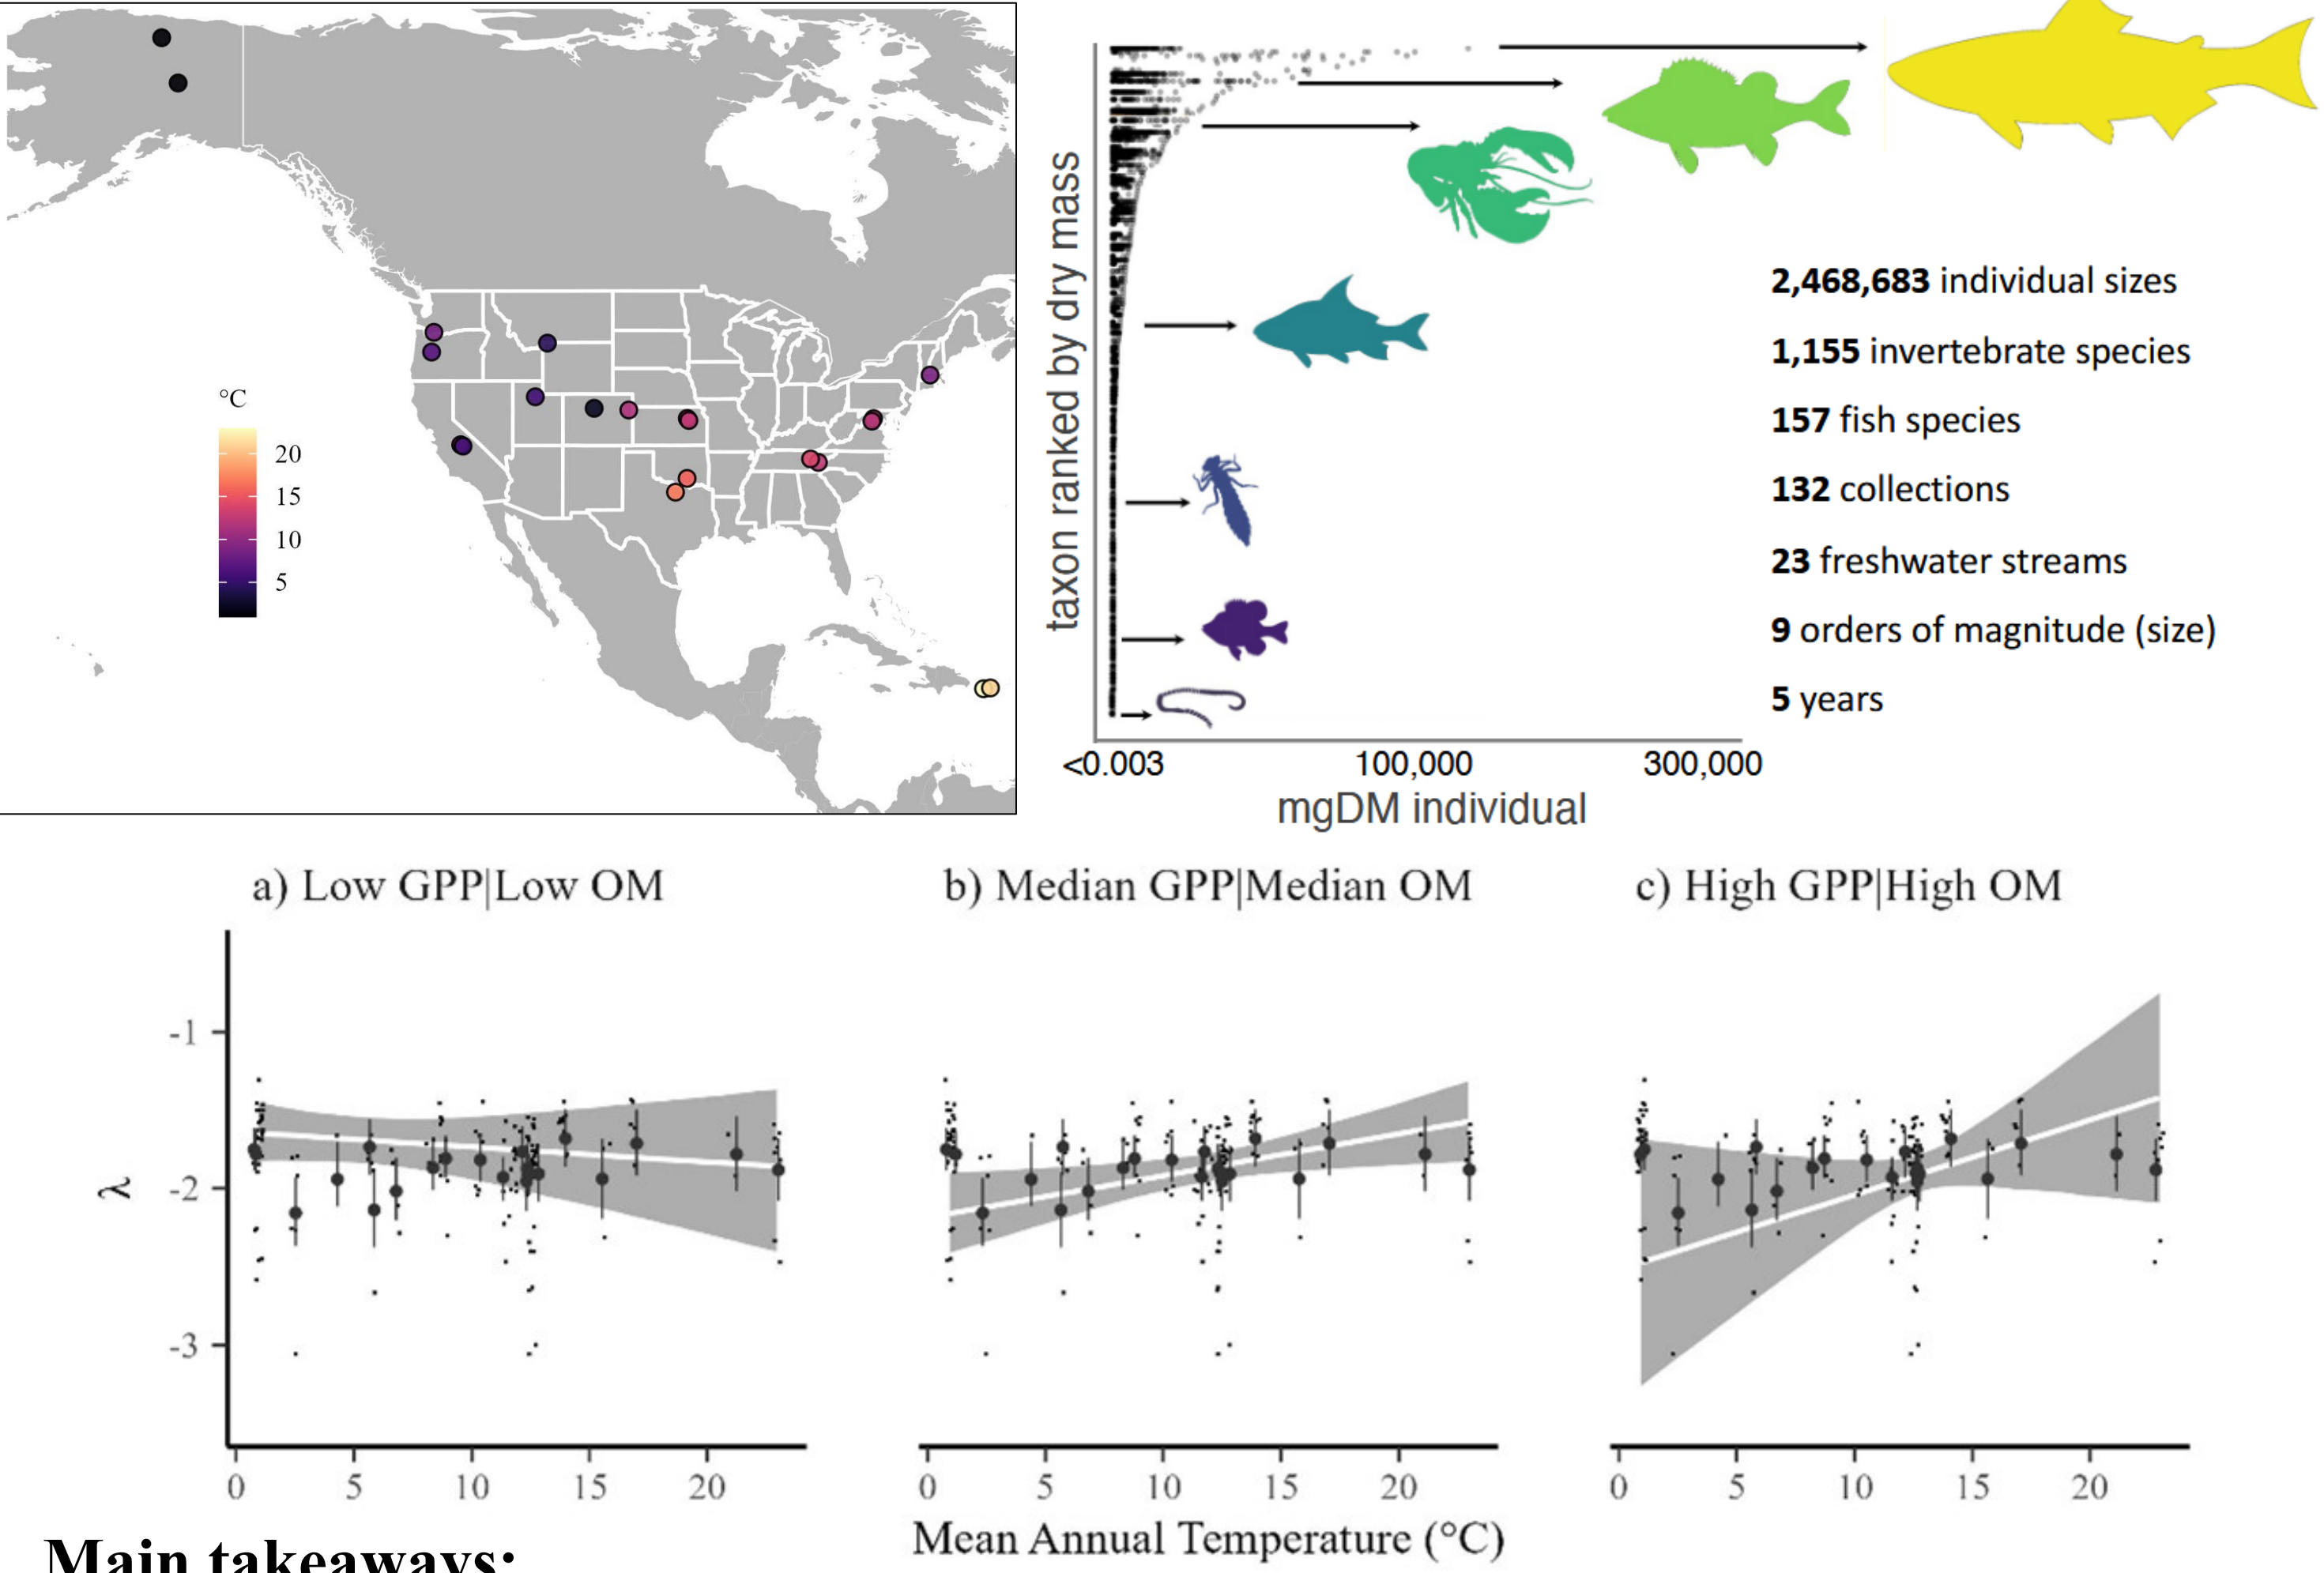 °C
20
15
10
5
taxon ranked by dry mass
<0.003
100,000
300,000
mgDM individual
2,468,683 individual sizes
1,155 invertebrate species
157 fish species
132 collections
23 freshwater streams
9 orders of magnitude (size)
5 years
a) Low GPP|Low OM
b) Median GPP|Median OM
c) High GPP|High OM
λ
-1
-2
-3
0 5 10 15 20
0 5 10 15 20
0 5 10 15 20
Mean Annual Temperature (°C)
Main takeaways: